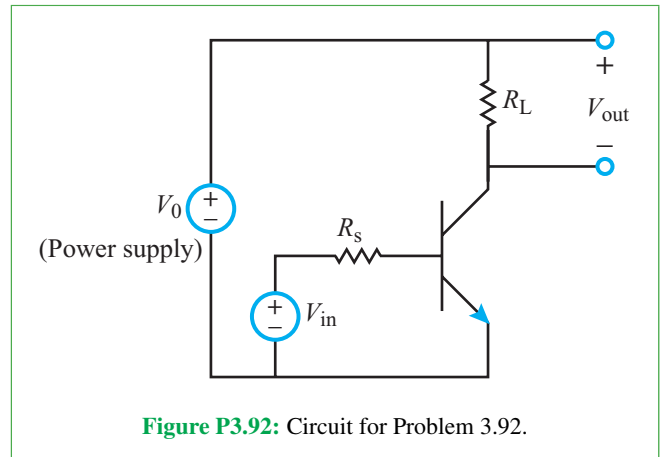 +
R_L
V_out
−
V_0
+
−
(Power supply)
R_s
+
−
V_in
Figure P3.92: Circuit for Problem 3.92.